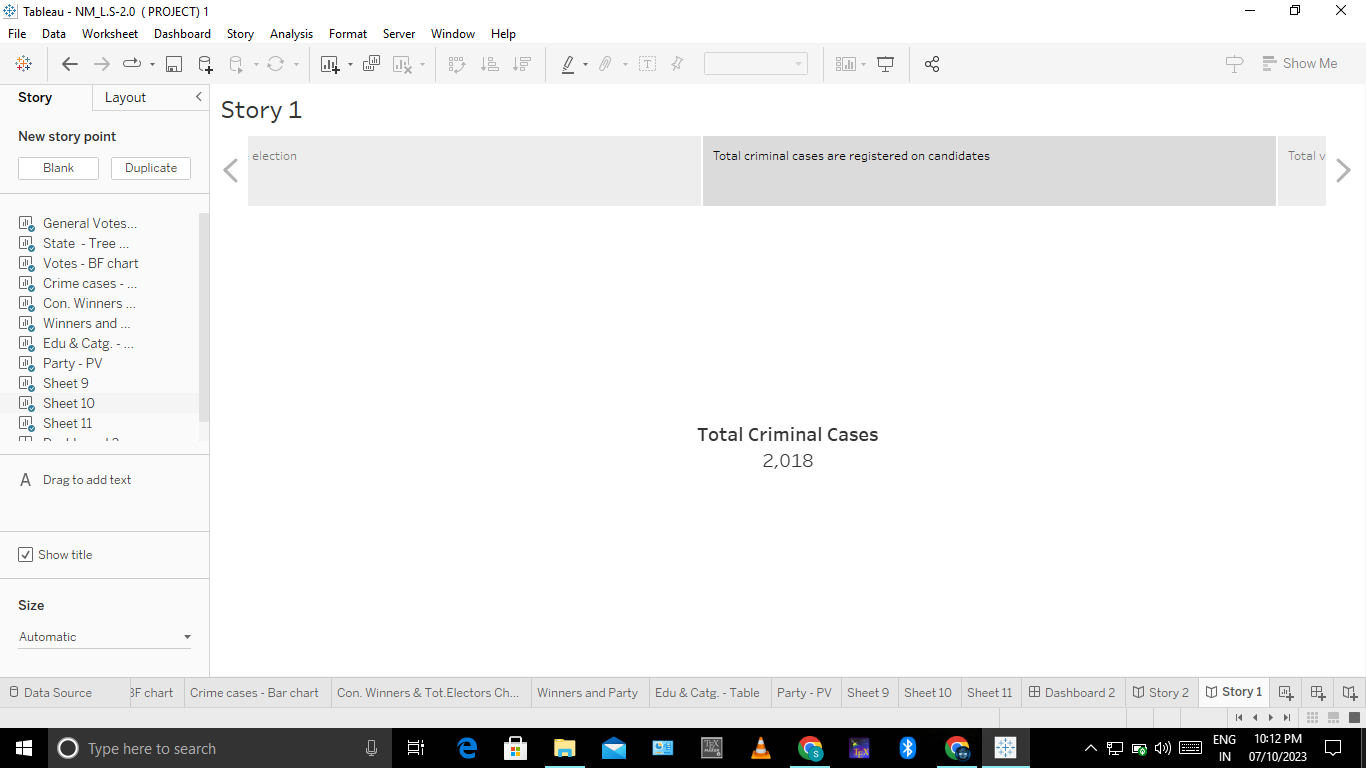 Tableau - NM_L.S-2.0 ( PROJECT) 1
File Data Worksheet Dashboard Story Analysis Format Server Window Help
Show Me
Story Layout
New story point
Blank Duplicate
General Votes...
State - Tree ...
Votes - BF chart
Crime cases - ...
Con. Winners ...
Winners and ...
Edu & Catg. - ...
Party - PV
Sheet 9
Sheet 10
Sheet 11
A Drag to add text
Show title
Size
Automatic
Story 1
election
Total criminal cases are registered on candidates
Total v
Total Criminal Cases
2,018
Data Source BF chart Crime cases - Bar chart Con. Winners & Tot.Electors Ch... Winners and Party Edu & Catg. - Table Party - PV Sheet 9 Sheet 10 Sheet 11 Dashboard 2 Story 2 Story 1
Type here to search
ENG 10:12 PM
IN 07/10/2023